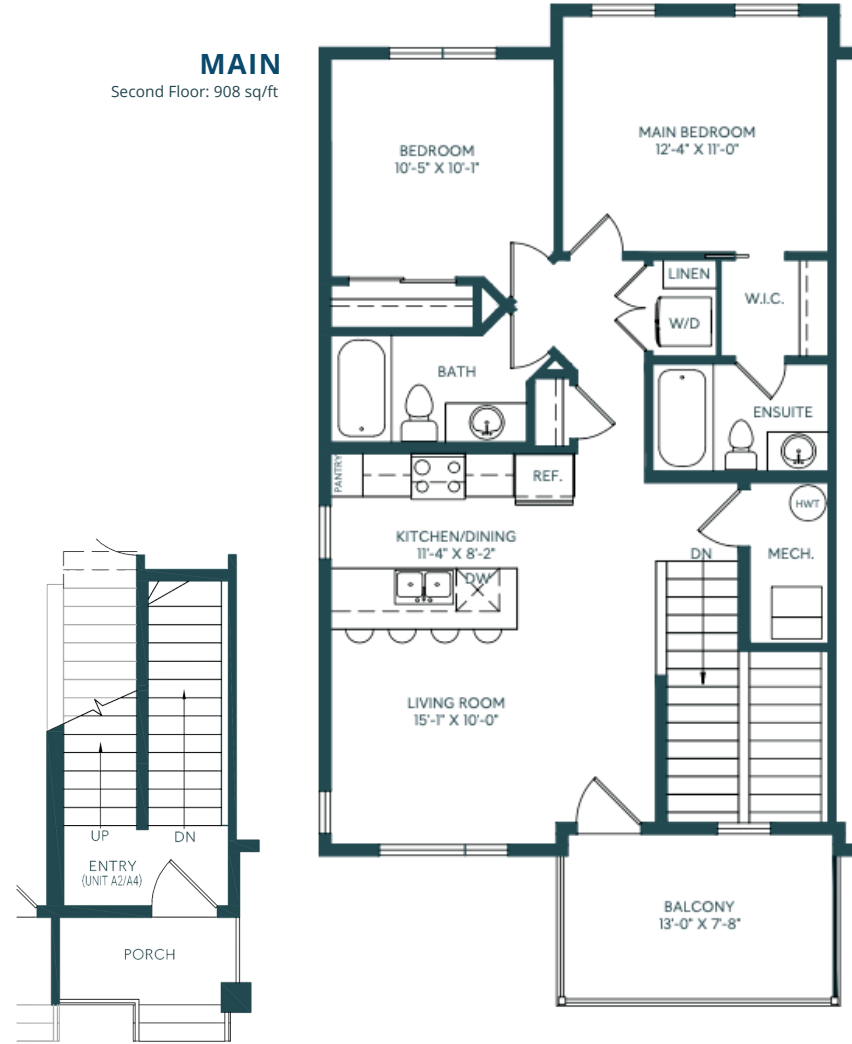 MAIN
Second Floor: 908 sq/ft
BEDROOM
10'-5" X 10'-1"
MAIN BEDROOM
12'-4" X 11'-0"
LINEN
W/D
W.I.C.
BATH
ENSUITE
PANTRY
REF.
HWT
KITCHEN/DINING
11'-4" X 8'-2"
DN
MECH.
DW
LIVING ROOM
15'-1" X 10'-0"
UP
DN
ENTRY
(UNIT A2/A4)
BALCONY
13'-0" X 7'-8"
PORCH